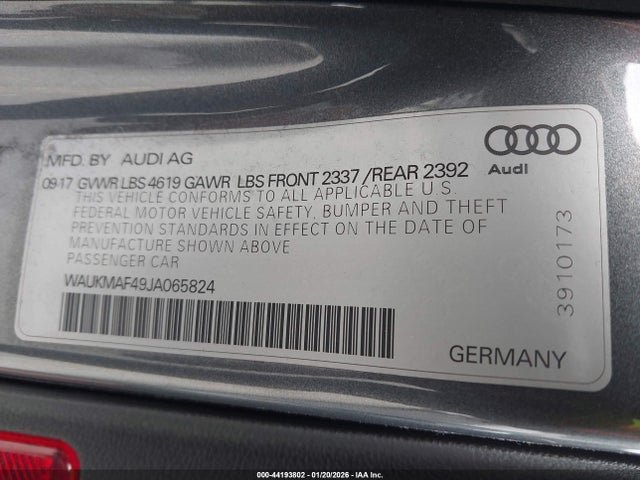 MFD. BY AUDI AG
09-17 GVWR LBS 4619 GAWR LBS FRONT 2337 / REAR 2392
THIS VEHICLE CONFORMS TO ALL APPLICABLE U.S.
FEDERAL MOTOR VEHICLE SAFETY, BUMPER AND THEFT
PREVENTION STANDARDS IN EFFECT ON THE DATE OF
MANUFACTURE SHOWN ABOVE
PASSENGER CAR
WAUKMAF49JA065824
Audi
3910173
GERMANY
000-44193802 - 01/20/2026 - IAA Inc.